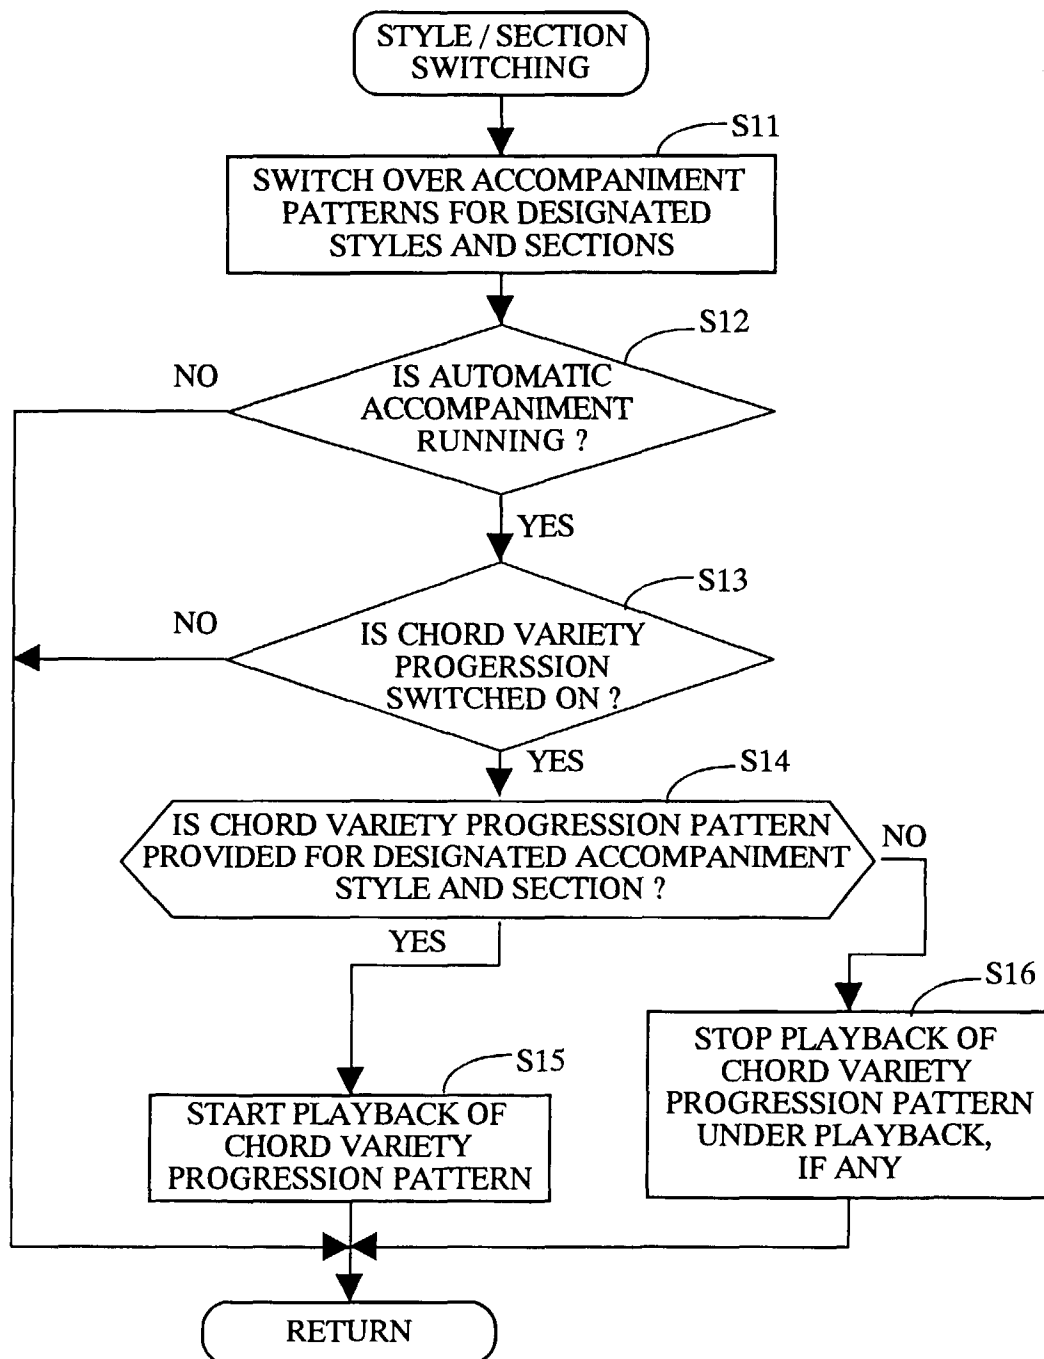 STYLE / SECTION
SWITCHING
S11
SWITCH OVER ACCOMPANIMENT
PATTERNS FOR DESIGNATED
STYLES AND SECTIONS
S12
NO
IS AUTOMATIC
ACCOMPANIMENT
RUNNING ?
YES
S13
NO
IS CHORD VARIETY
PROGERSSION
SWITCHED ON ?
YES
S14
IS CHORD VARIETY PROGRESSION PATTERN
PROVIDED FOR DESIGNATED ACCOMPANIMENT
STYLE AND SECTION ?
NO
YES
S16
STOP PLAYBACK OF
CHORD VARIETY
PROGRESSION PATTERN
UNDER PLAYBACK,
IF ANY
S15
START PLAYBACK OF
CHORD VARIETY
PROGRESSION PATTERN
RETURN